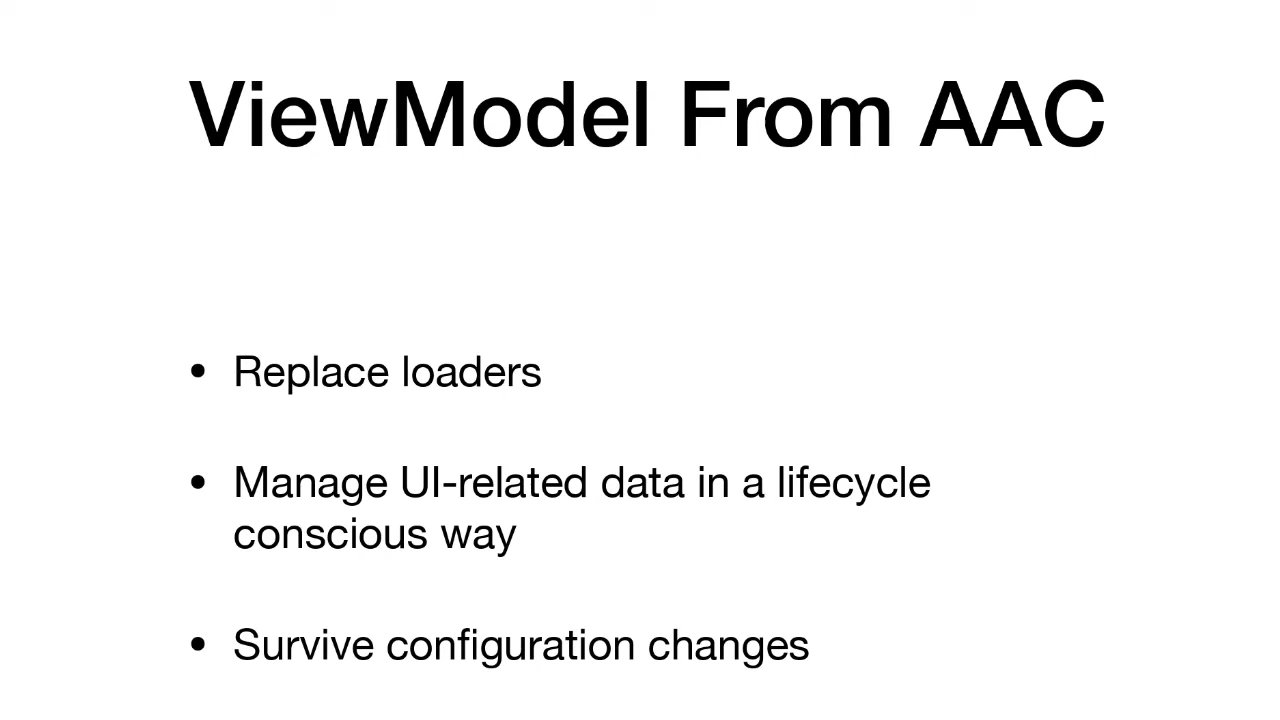 ViewModel From AAC
• Replace loaders
• Manage UI-related data in a lifecycle
conscious way
• Survive configuration changes